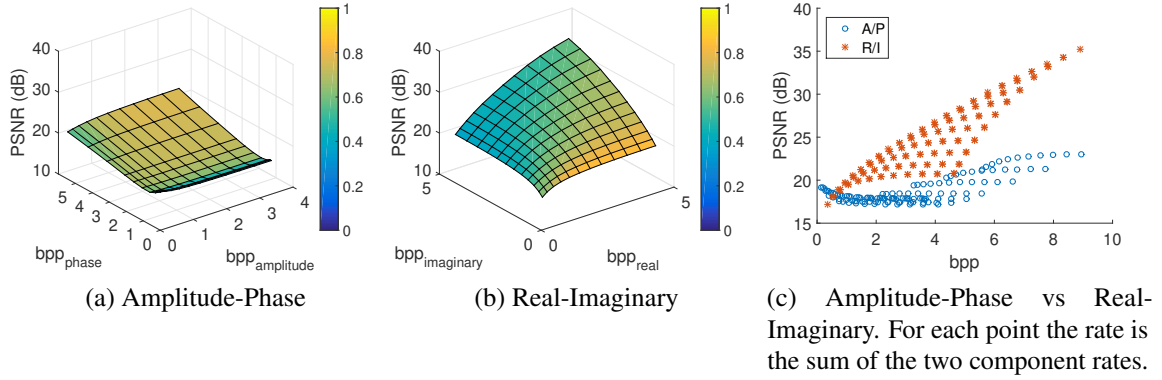 40
30
20
10
PSNR (dB)
5
4
3
2
1
0
bpp_phase
0
1
2
3
4
bpp_amplitude
1
0.8
0.6
0.4
0.2
0
(a) Amplitude-Phase
40
30
20
10
PSNR (dB)
5
0
bpp_imaginary
0
5
bpp_real
1
0.8
0.6
0.4
0.2
0
(b) Real-Imaginary
40
35
30
25
20
15
PSNR (dB)
A/P
R/I
0 2 4 6 8 10
bpp
(c) Amplitude-Phase vs Real-
Imaginary. For each point the rate is
the sum of the two component rates.